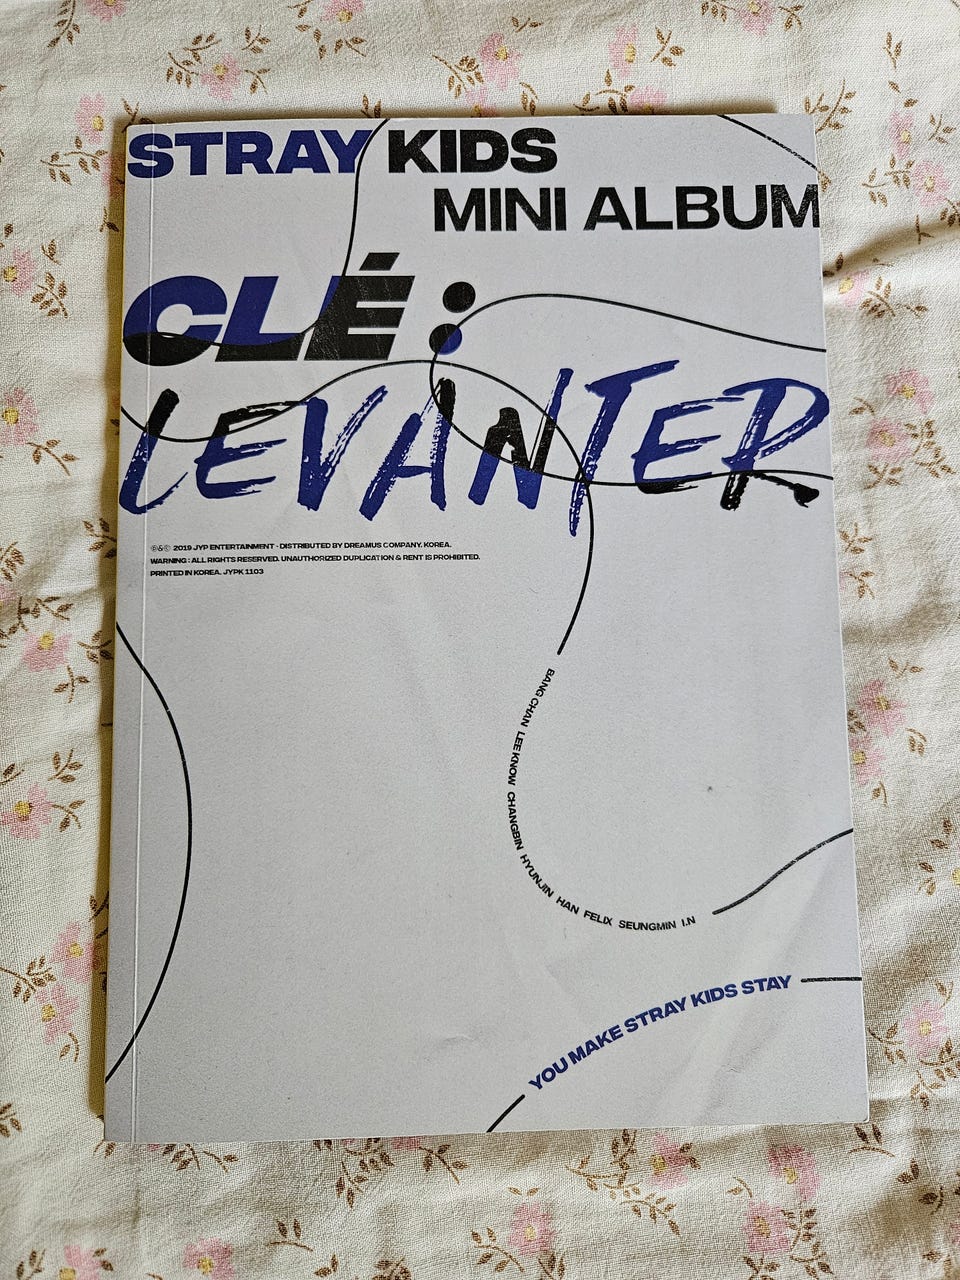 STRAY KIDS
MINI ALBUM
CLÉ :
LEVANTER
Ⓟ&Ⓒ 2019 JYP ENTERTAINMENT · DISTRIBUTED BY DREAMUS COMPANY. KOREA.
WARNING : ALL RIGHTS RESERVED. UNAUTHORIZED DUPLICATION & RENT IS PROHIBITED.
PRINTED IN KOREA. JYPK 1103
BANG CHAN LEE KNOW CHANGBIN HYUNJIN HAN FELIX SEUNGMIN I.N
YOU MAKE STRAY KIDS STAY